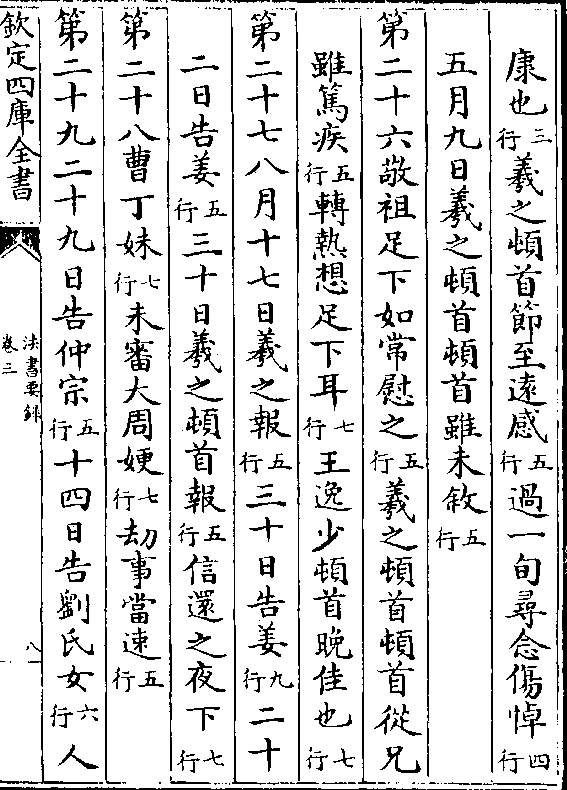 康也三行羲之頓首節至遠感五行過一旬尋念傷悼四行
五月九日羲之頓首頓首雖未敘五行
第二十六敬祖足下如常慰之五行羲之頓首頓首從兄
雖篤疾五行轉熱想足下耳七行王逸少頓首晚佳也七行
第二十七八月十七日羲之報五行三十日告姜九行二十
二日告姜五行三十日羲之頓首報五行信還之夜下七行
第二十八曹丁妹七行未審大周㛐七行劫事當速五行
第二十九二十九日告仲宗五行十四日告劉氏女六行人
欽定四庫全書
法書要錄
卷三
八